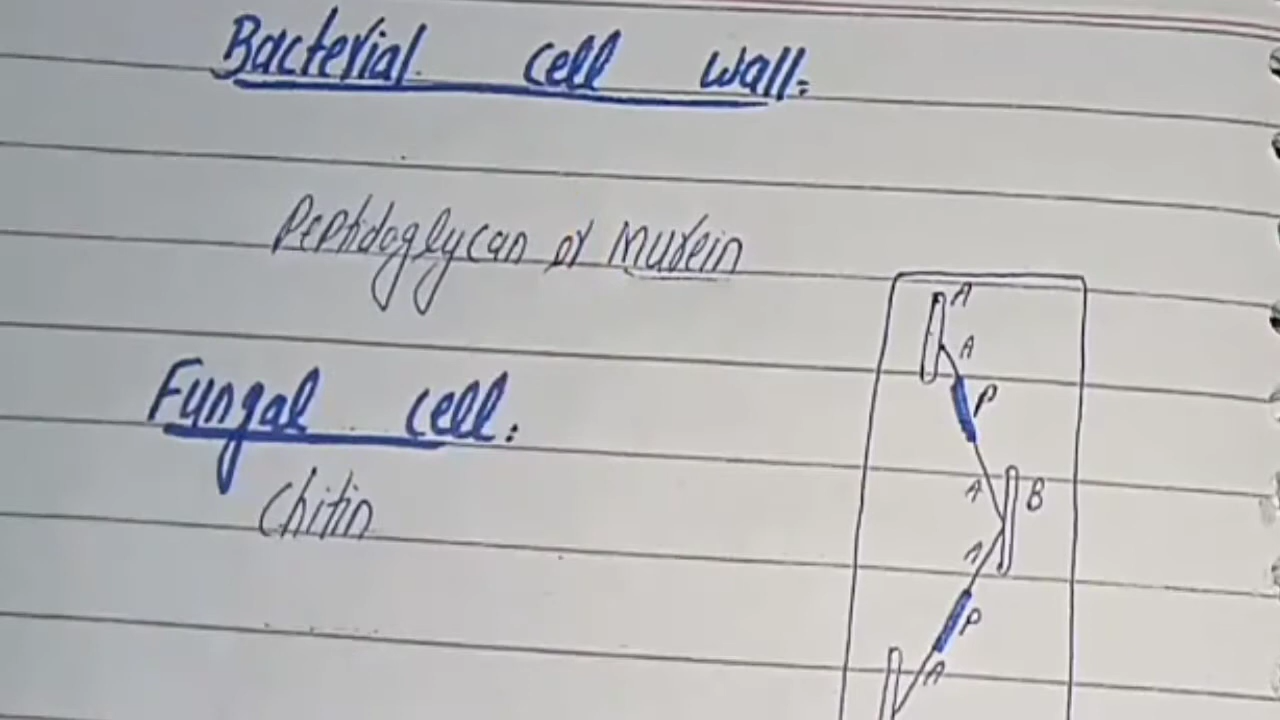 Bacterial cell wall:
Peptidoglycan or Murein
Fungal cell:
Chitin
A
A
P
A
B
A
P
A